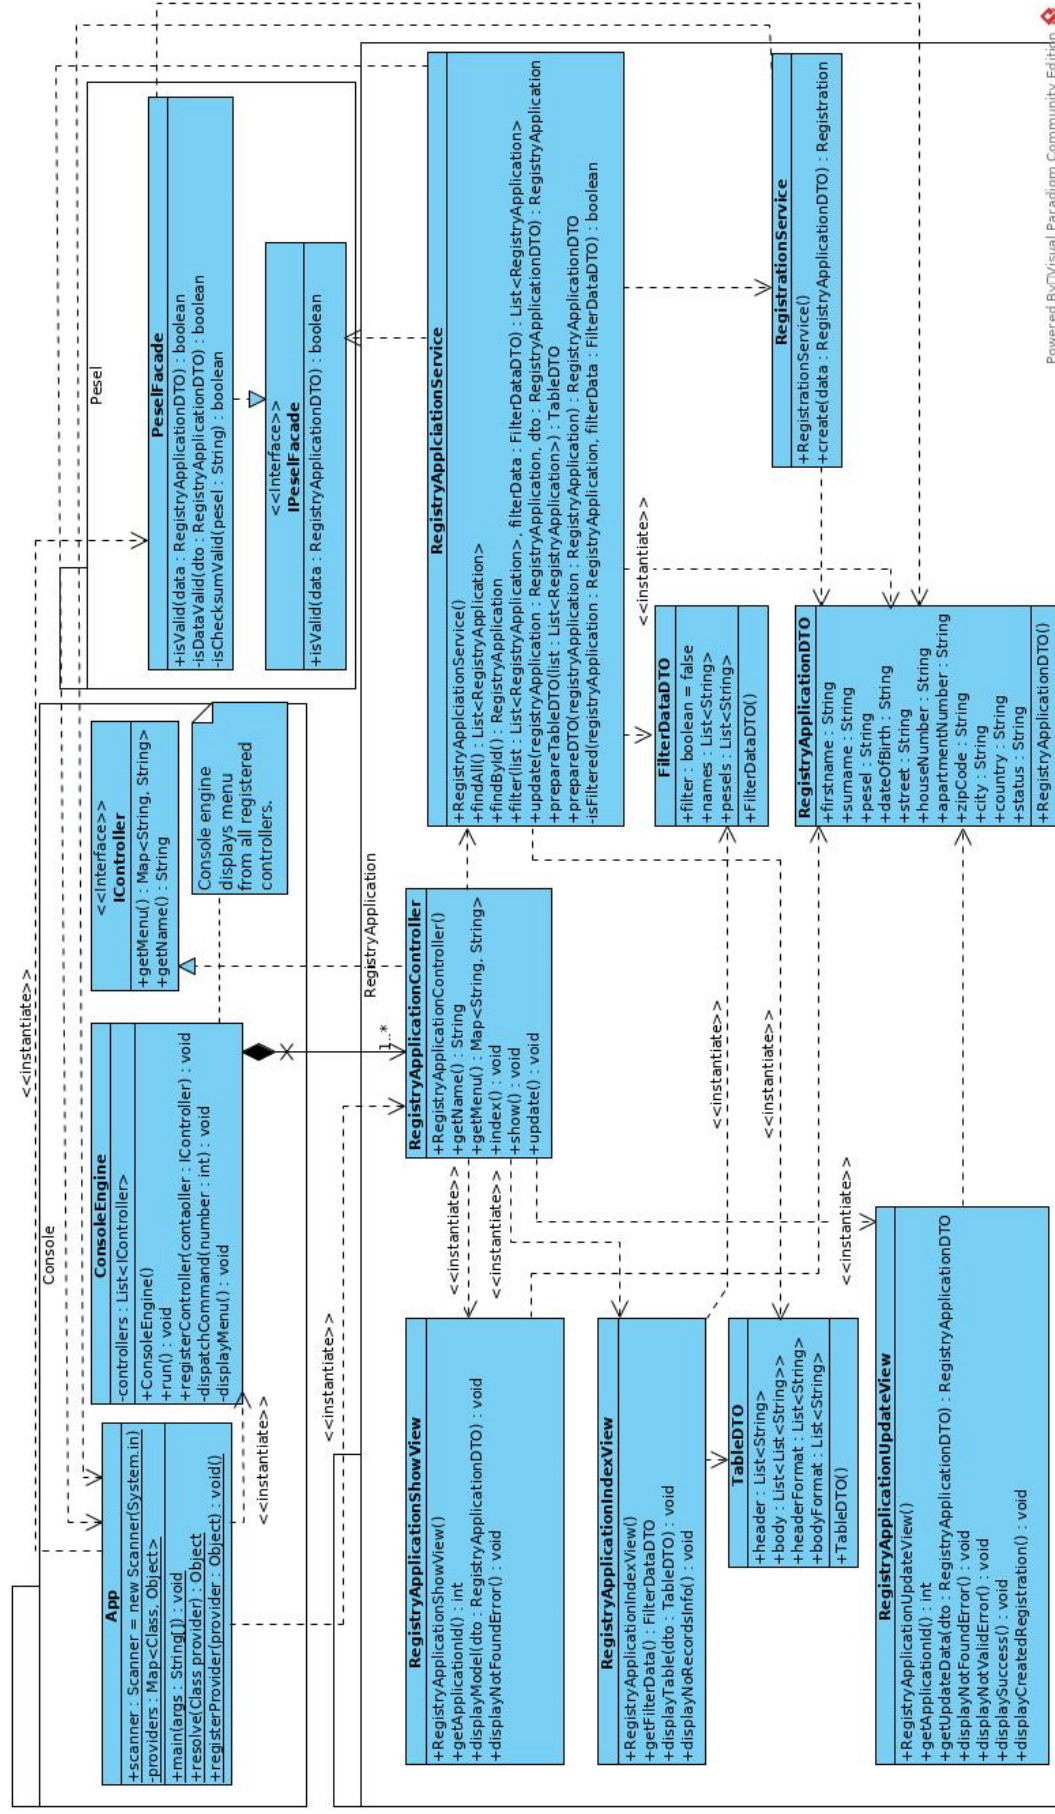 Console
App
+scanner : Scanner = new Scanner(System.in)
-providers : Map<Class, Object>
+main(args : String[]) : void
+resolve(Class provider) : Object
+registerProvider(provider : Object) : void()
<<instantiate>>
ConsoleEngine
-controllers : List<IController>
+ConsoleEngine()
+run() : void
+registerController(contaoller : IController) : void
-dispatchCommand(number : int) : void
-displayMenu() : void
<<instantiate>>
<<Interface>>
IController
+getMenu() : Map<String, String>
+getName() : String
Console engine
displays menu
from all registered
controllers.
Pesel
PeselFacade
+isValid(data : RegistryApplicationDTO) : boolean
-isDataValid(dto : RegistryApplicationDTO) : boolean
-isChecksumValid(pesel : String) : boolean
<<Interface>>
IPeselFacade
+isValid(data : RegistryApplicationDTO) : boolean
<<instantiate>>
RegistryApplication
1..*
RegistryApplicationController
+RegistryApplicationController()
+getName() : String
+getMenu() : Map<String, String>
+index() : void
+show() : void
+update() : void
<<instantiate>>
<<instantiate>>
RegistryApplicationShowView
+RegistryApplicationShowView()
+getApplicationId() : int
+displayModel(dto : RegistryApplicationDTO) : void
+displayNotFoundError() : void
RegistryApplicationIndexView
+RegistryApplicationIndexView()
+getFilterData() : FilterDataDTO
+displayTable(dto : TableDTO) : void
+displayNoRecordsInfo() : void
TableDTO
+header : List<String>
+body : List<List<String>>
+headerFormat : List<String>
+bodyFormat : List<String>
+TableDTO()
<<instantiate>>
<<instantiate>>
<<instantiate>>
RegistryApplicationUpdateView
+RegistryApplicationUpdateView()
+getApplicationId() : int
+getUpdateData(dto : RegistryApplicationDTO) : RegistryApplicationDTO
+displayNotFoundError() : void
+displayNotValidError() : void
+displaySuccess() : void
+displayCreatedRegistration() : void
RegistryApplciationService
+RegistryApplciationService()
+findAll() : List<RegistryApplication>
+findById() : RegistryApplication
+filter(list : List<RegistryApplication>, filterData : FilterDataDTO) : List<RegistryApplication>
+update(registryApplication : RegistryApplication, dto : RegistryApplicationDTO) : RegistryApplication
+prepareTableDTO(list : List<RegistryApplication>) : TableDTO
+prepareDTO(registryApplication : RegistryApplication) : RegistryApplicationDTO
-isFiltered(registryApplication : RegistryApplication, filterData : FilterDataDTO) : boolean
<<instantiate>>
FilterDataDTO
+filter : boolean = false
+names : List<String>
+pesels : List<String>
+FilterDataDTO()
RegistrationService
+RegistrationService()
+create(data : RegistryApplicationDTO) : Registration
RegistryApplicationDTO
+firstname : String
+surname : String
+pesel : String
+dateOfBirth : String
+street : String
+houseNumber : String
+apartmentNumber : String
+zipCode : String
+city : String
+country : String
+status : String
+RegistryApplicationDTO()
Powered By Visual Paradigm Community Edition